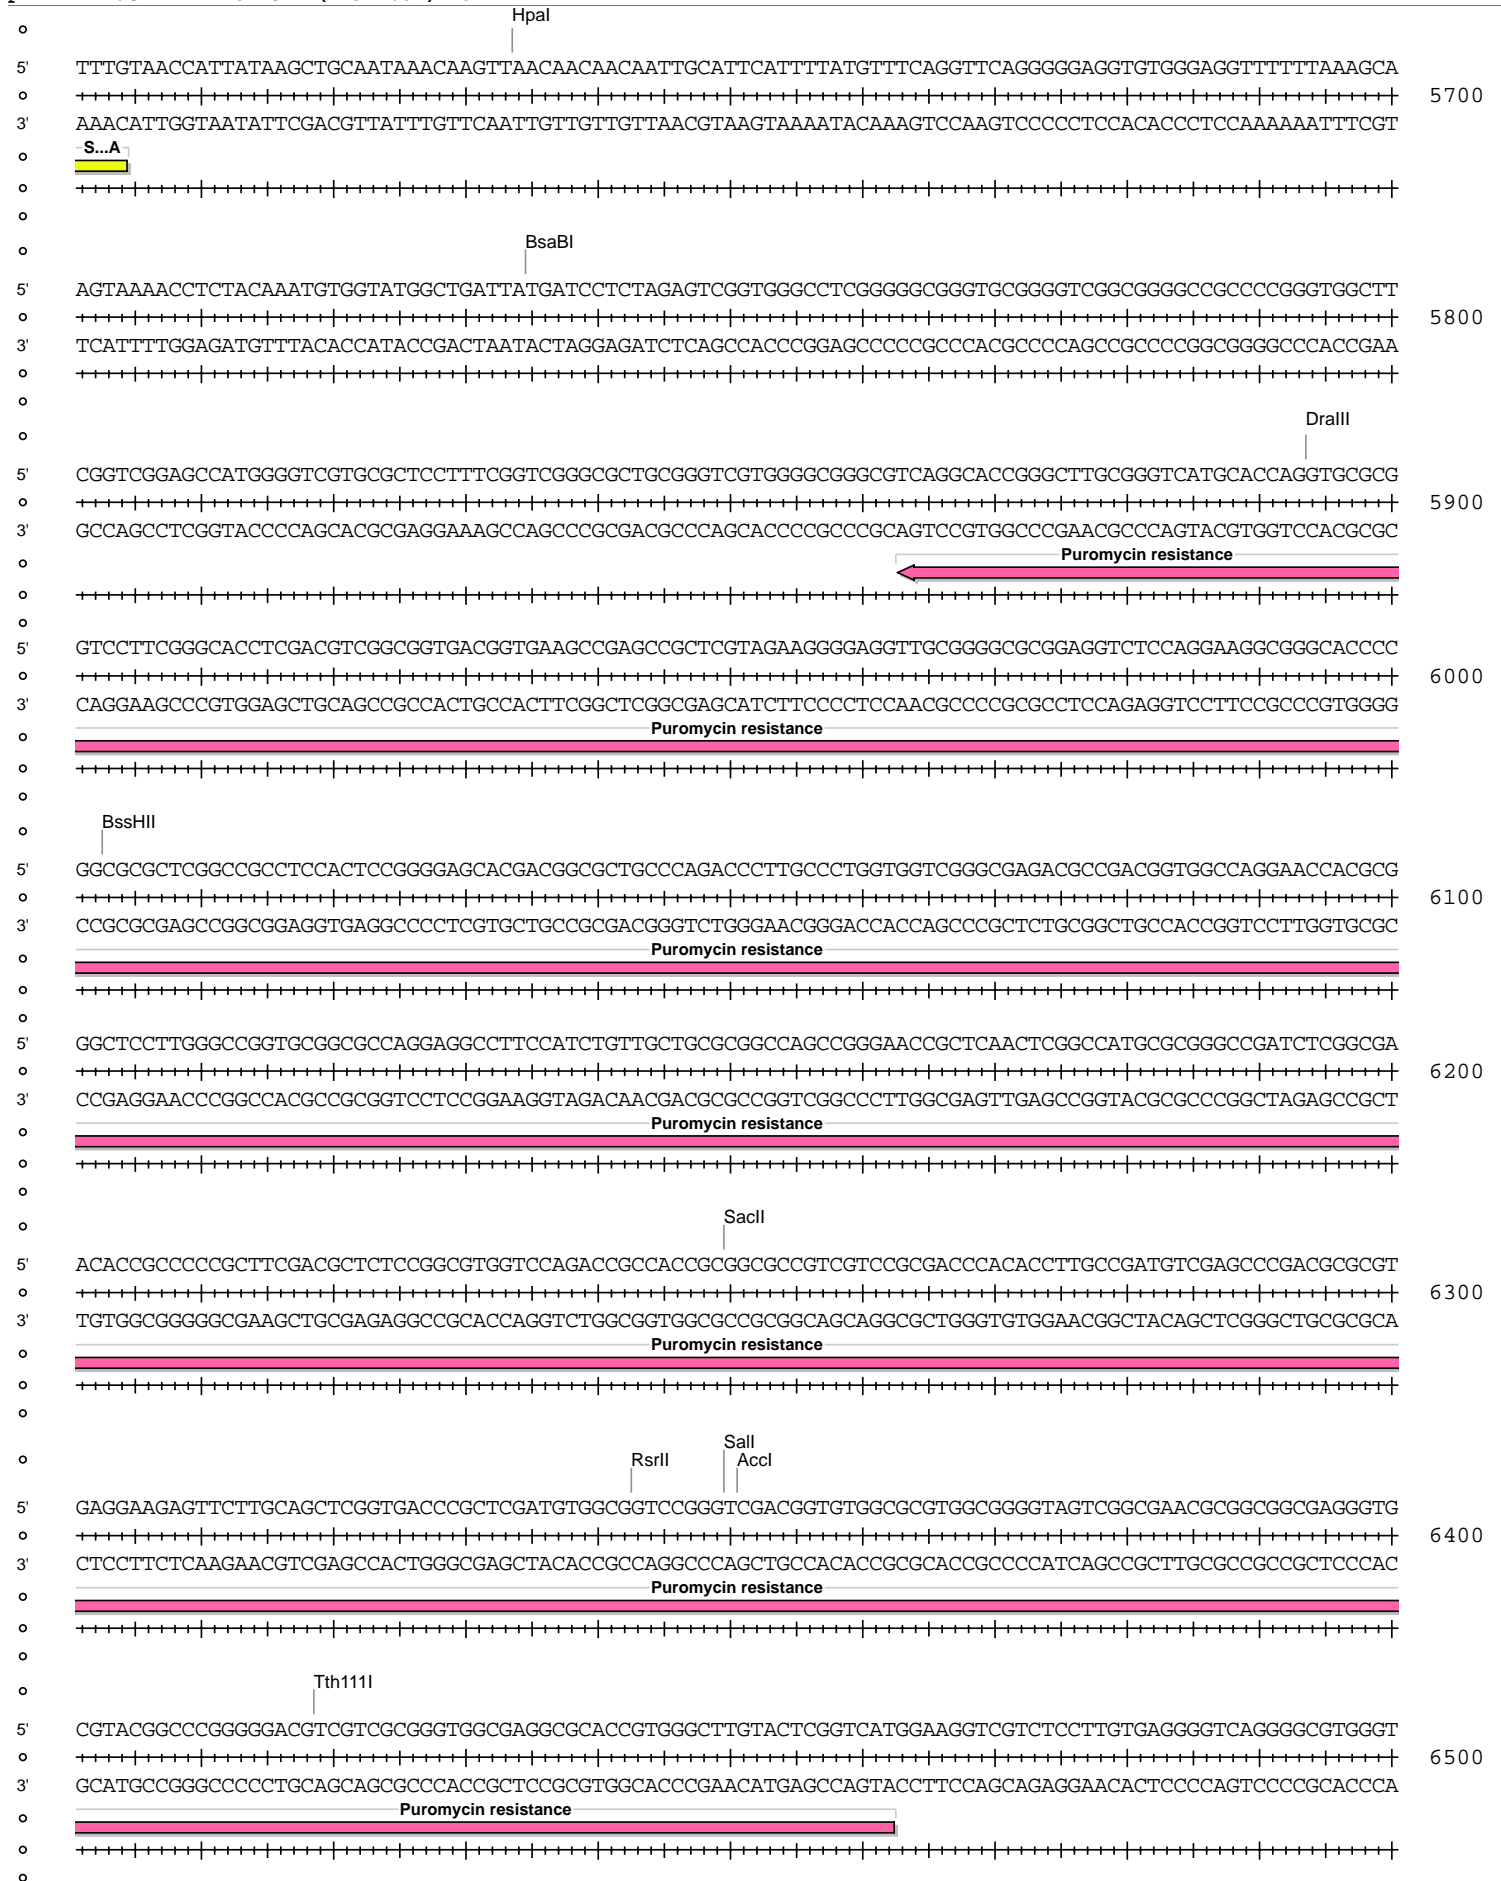 HpaI
5' TTTGTAACCATTATAAGCTGCAATAAACAAGTTAACAACAACAATTGCATTCATTTTATGTTTCAGGTTCAGGGGGAGGTGTGGGAGGTTTTTTAAAGCA
5700
3' AAACATTGGTAATATTCGACGTTATTTGTTCAATTGTTGTTGTTAACGTAAGTAAAATACAAAGTCCAAGTCCCCCTCCACACCCTCCAAAAAATTTCGT
S...A
BsaBI
5' AGTAAAACCTCTACAAATGTGGTATGGCTGATTATGATCCTCTAGAGTCGGTGGGCCTCGGGGGCGGGTGCGGGGTCGGCGGGGCCGCCCCGGGTGGCTT
5800
3' TCATTTTGGAGATGTTTACACCATACCGACTAATACTAGGAGATCTCAGCCACCCGGAGCCCCCGCCCACGCCCCAGCCGCCCCGGCGGGGCCCACCGAA
DraIII
5' CGGTCGGAGCCATGGGGTCGTGCGCTCCTTTCGGTCGGGCGCTGCGGGTCGTGGGGCGGGCGTCAGGCACCGGGCTTGCGGGTCATGCACCAGGTGCGCG
5900
3' GCCAGCCTCGGTACCCCAGCACGCGAGGAAAGCCAGCCCGCGACGCCCAGCACCCCGCCCGCAGTCCGTGGCCCGAACGCCCAGTACGTGGTCCACGCGC
Puromycin resistance
5' GTCCTTCGGGCACCTCGACGTCGGCGGTGACGGTGAAGCCGAGCCGCTCGTAGAAGGGGAGGTTGCGGGGCGCGGAGGTCTCCAGGAAGGCGGGCACCCC
6000
3' CAGGAAGCCCGTGGAGCTGCAGCCGCCACTGCCACTTCGGCTCGGCGAGCATCTTCCCCTCCAACGCCCCGCGCCTCCAGAGGTCCTTCCGCCCGTGGGG
Puromycin resistance
BssHII
5' GGCGCGCTCGGCCGCCTCCACTCCGGGGAGCACGACGGCGCTGCCCAGACCCTTGCCCTGGTGGTCGGGCGAGACGCCGACGGTGGCCAGGAACCACGCG
6100
3' CCGCGCGAGCCGGCGGAGGTGAGGCCCCTCGTGCTGCCGCGACGGGTCTGGGAACGGGACCACCAGCCCGCTCTGCGGCTGCCACCGGTCCTTGGTGCGC
Puromycin resistance
5' GGCTCCTTGGGCCGGTGCGGCGCCAGGAGGCCTTCCATCTGTTGCTGCGCGGCCAGCCGGGAACCGCTCAACTCGGCCATGCGCGGGCCGATCTCGGCGA
6200
3' CCGAGGAACCCGGCCACGCCGCGGTCCTCCGGAAGGTAGACAACGACGCGCCGGTCGGCCCTTGGCGAGTTGAGCCGGTACGCGCCCGGCTAGAGCCGCT
Puromycin resistance
SacII
5' ACACCGCCCCCGCTTCGACGCTCTCCGGCGTGGTCCAGACCGCCACCGCGGCGCCGTCGTCCGCGACCCACACCTTGCCGATGTCGAGCCCGACGCGCGT
6300
3' TGTGGCGGGGGCGAAGCTGCGAGAGGCCGCACCAGGTCTGGCGGTGGCGCCGCGGCAGCAGGCGCTGGGTGTGGAACGGCTACAGCTCGGGCTGCGCGCA
Puromycin resistance
SalI
RsrII AccI
5' GAGGAAGAGTTCTTGCAGCTCGGTGACCCGCTCGATGTGGCGGTCCGGGTCGACGGTGTGGCGCGTGGCGGGGTAGTCGGCGAACGCGGCGGCGAGGGTG
6400
3' CTCCTTCTCAAGAACGTCGAGCCACTGGGCGAGCTACACCGCCAGGCCCAGCTGCCACACCGCGCACCGCCCCATCAGCCGCTTGCGCCGCCGCTCCCAC
Puromycin resistance
Tth111I
5' CGTACGGCCCGGGGGACGTCGTCGCGGGTGGCGAGGCGCACCGTGGGCTTGTACTCGGTCATGGAAGGTCGTCTCCTTGTGAGGGGTCAGGGGCGTGGGT
6500
3' GCATGCCGGGCCCCCTGCAGCAGCGCCCACCGCTCCGCGTGGCACCCGAACATGAGCCAGTACCTTCCAGCAGAGGAACACTCCCCAGTCCCCGCACCCA
Puromycin resistance